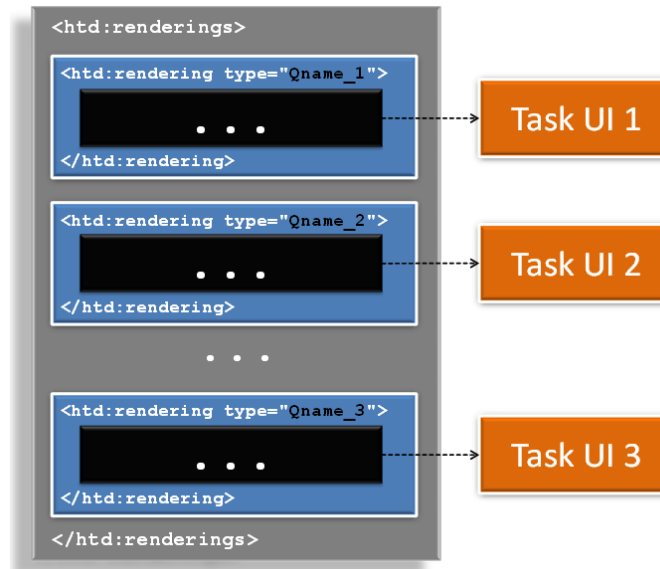 <htd:renderings>
<htd:rendering type="Qname_1">
. . .
Task UI 1
</htd:rendering>
<htd:rendering type="Qname_2">
. . .
Task UI 2
</htd:rendering>
. . .
<htd:rendering type="Qname_3">
. . .
Task UI 3
</htd:rendering>
</htd:renderings>